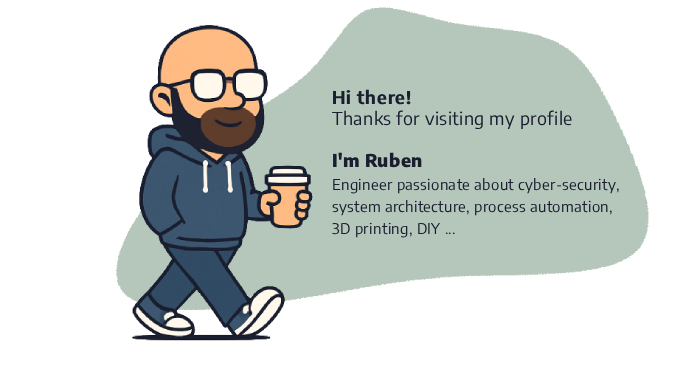 Hi there!
Thanks for visiting my profile
I'm Ruben
Engineer passionate about cyber-security,
system architecture, process automation,
3D printing, DIY ...